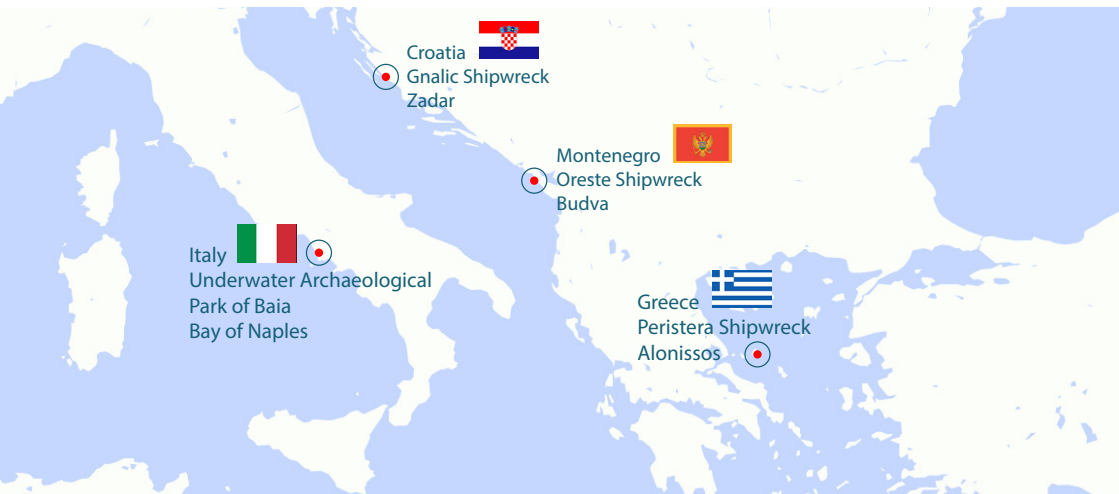 Croatia
Gnalic Shipwreck
Zadar
Montenegro
Oreste Shipwreck
Budva
Italy
Underwater Archaeological
Park of Baia
Bay of Naples
Greece
Peristera Shipwreck
Alonissos